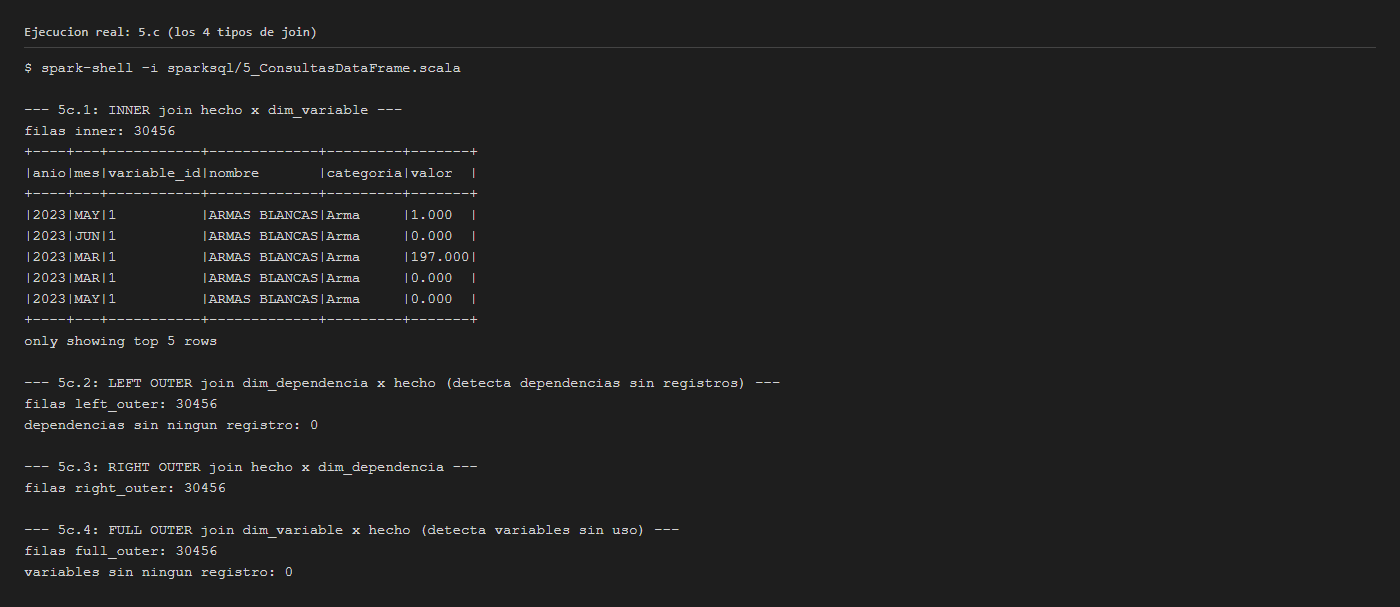 Ejecucion real: 5.c (los 4 tipos de join)
$ spark-shell -i sparksql/5_ConsultasDataFrame.scala
--- 5c.1: INNER join hecho x dim_variable ---
filas inner: 30456
+----+---+-----------+-------------+---------+-------+
|anio|mes|variable_id|nombre       |categoria|valor  |
+----+---+-----------+-------------+---------+-------+
|2023|MAY|1          |ARMAS BLANCAS|Arma     |1.000  |
|2023|JUN|1          |ARMAS BLANCAS|Arma     |0.000  |
|2023|MAR|1          |ARMAS BLANCAS|Arma     |197.000|
|2023|MAR|1          |ARMAS BLANCAS|Arma     |0.000  |
|2023|MAY|1          |ARMAS BLANCAS|Arma     |0.000  |
+----+---+-----------+-------------+---------+-------+
only showing top 5 rows
--- 5c.2: LEFT OUTER join dim_dependencia x hecho (detecta dependencias sin registros) ---
filas left_outer: 30456
dependencias sin ningun registro: 0
--- 5c.3: RIGHT OUTER join hecho x dim_dependencia ---
filas right_outer: 30456
--- 5c.4: FULL OUTER join dim_variable x hecho (detecta variables sin uso) ---
filas full_outer: 30456
variables sin ningun registro: 0